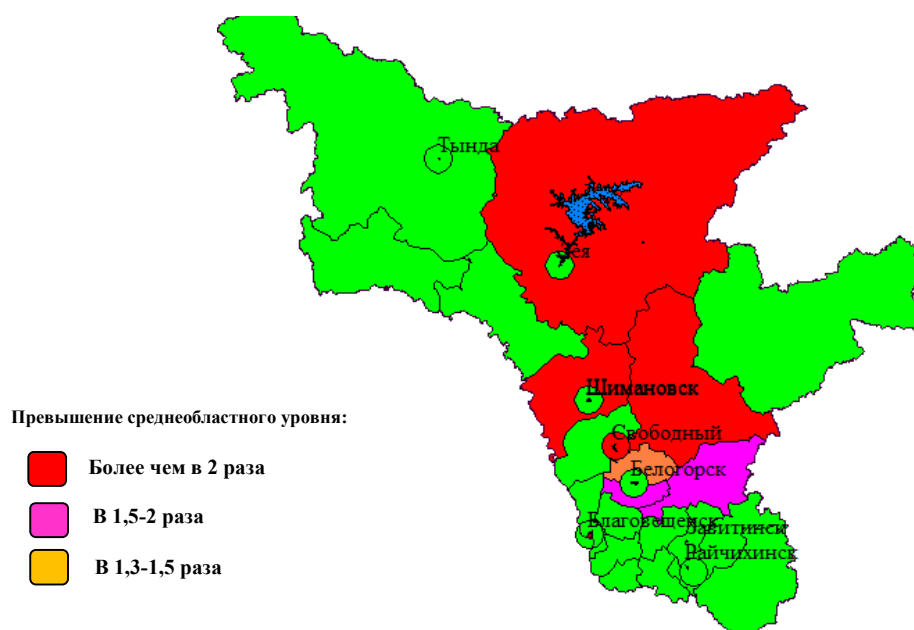 Тында
Зея
Шимановск
Свободный
Белогорск
Благовещенск
Завитинск
Райчихинск
Превышение среднеобластного уровня:
Более чем в 2 раза
В 1,5-2 раза
В 1,3-1,5 раза